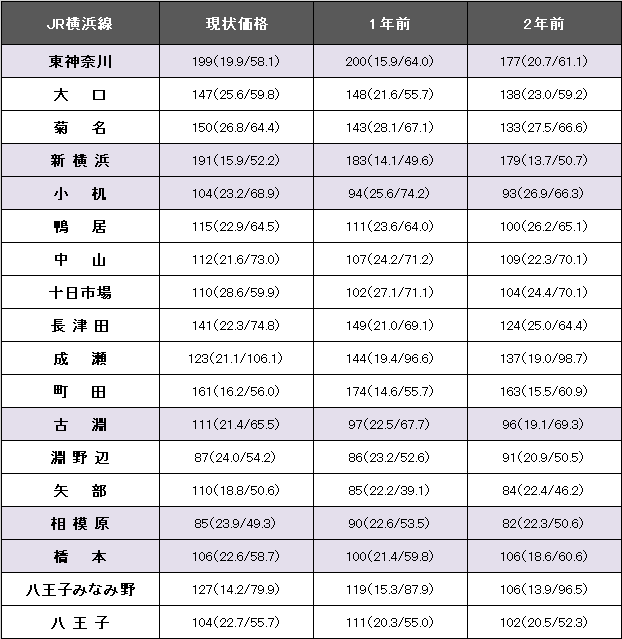 JR横浜線 現状価格 1年前 2年前
東神奈川 199(19.9/58.1) 200(15.9/64.0) 177(20.7/61.1)
大口 147(25.6/59.8) 148(21.6/55.7) 138(23.0/59.2)
菊名 150(26.8/64.4) 143(28.1/67.1) 133(27.5/66.6)
新横浜 191(15.9/52.2) 183(14.1/49.6) 179(13.7/50.7)
小机 104(23.2/68.9) 94(25.6/74.2) 93(26.9/66.3)
鴨居 115(22.9/64.5) 111(23.6/64.0) 100(26.2/65.1)
中山 112(21.6/73.0) 107(24.2/71.2) 109(22.3/70.1)
十日市場 110(28.6/59.9) 102(27.1/71.1) 104(24.4/70.1)
長津田 141(22.3/74.8) 149(21.0/69.1) 124(25.0/64.4)
成瀬 123(21.1/106.1) 144(19.4/96.6) 137(19.0/98.7)
町田 161(16.2/56.0) 174(14.6/55.7) 163(15.5/60.9)
古淵 111(21.4/65.5) 97(22.5/67.7) 96(19.1/69.3)
淵野辺 87(24.0/54.2) 86(23.2/52.6) 91(20.9/50.5)
矢部 110(18.8/50.6) 85(22.2/39.1) 84(22.4/46.2)
相模原 85(23.9/49.3) 90(22.6/53.5) 82(22.3/50.6)
橋本 106(22.6/58.7) 100(21.4/59.8) 106(18.6/60.6)
八王子みなみ野 127(14.2/79.9) 119(15.3/87.9) 106(13.9/96.5)
八王子 104(22.7/55.7) 111(20.3/55.0) 102(20.5/52.3)